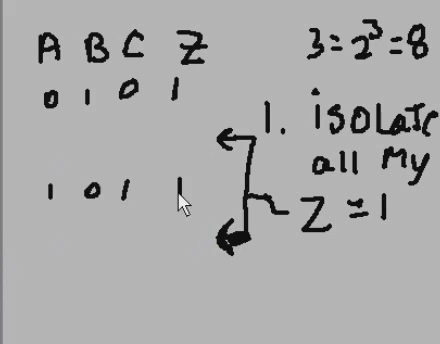 A B C Z
0 1 0 1
1 0 1 1
3=2³=8
1. isolate
all my
Z = 1